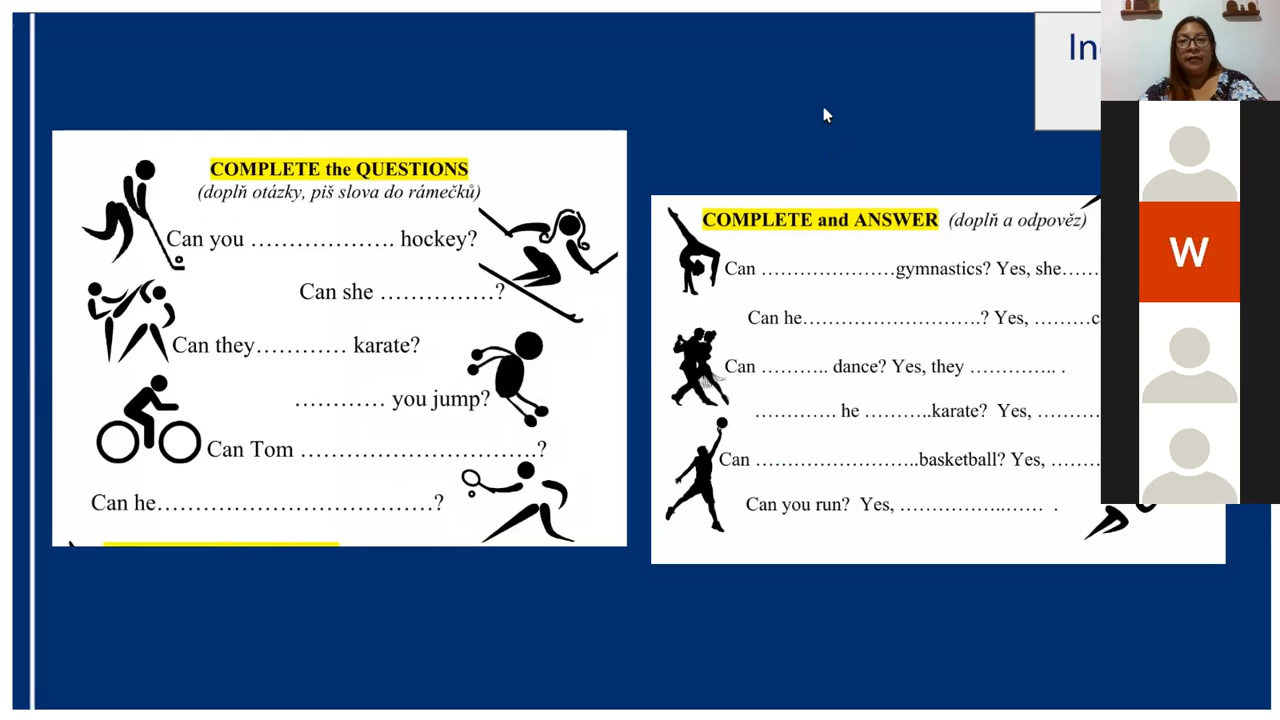 In
COMPLETE the QUESTIONS
(doplň otázky, piš slova do rámečků)
Can you ………………. hockey?
Can she ……………?
Can they………… karate?
………… you jump?
Can Tom …………………………….?
Can he………………………………?
COMPLETE and ANSWER (doplň a odpověz)
Can …………………gymnastics? Yes, she……
Can he……………………….? Yes, ………c
Can ……….. dance? Yes, they ………….. .
…………. he ………..karate? Yes, ……….
Can ……………………..basketball? Yes, ……..
Can you run? Yes, ……………...…… .
W